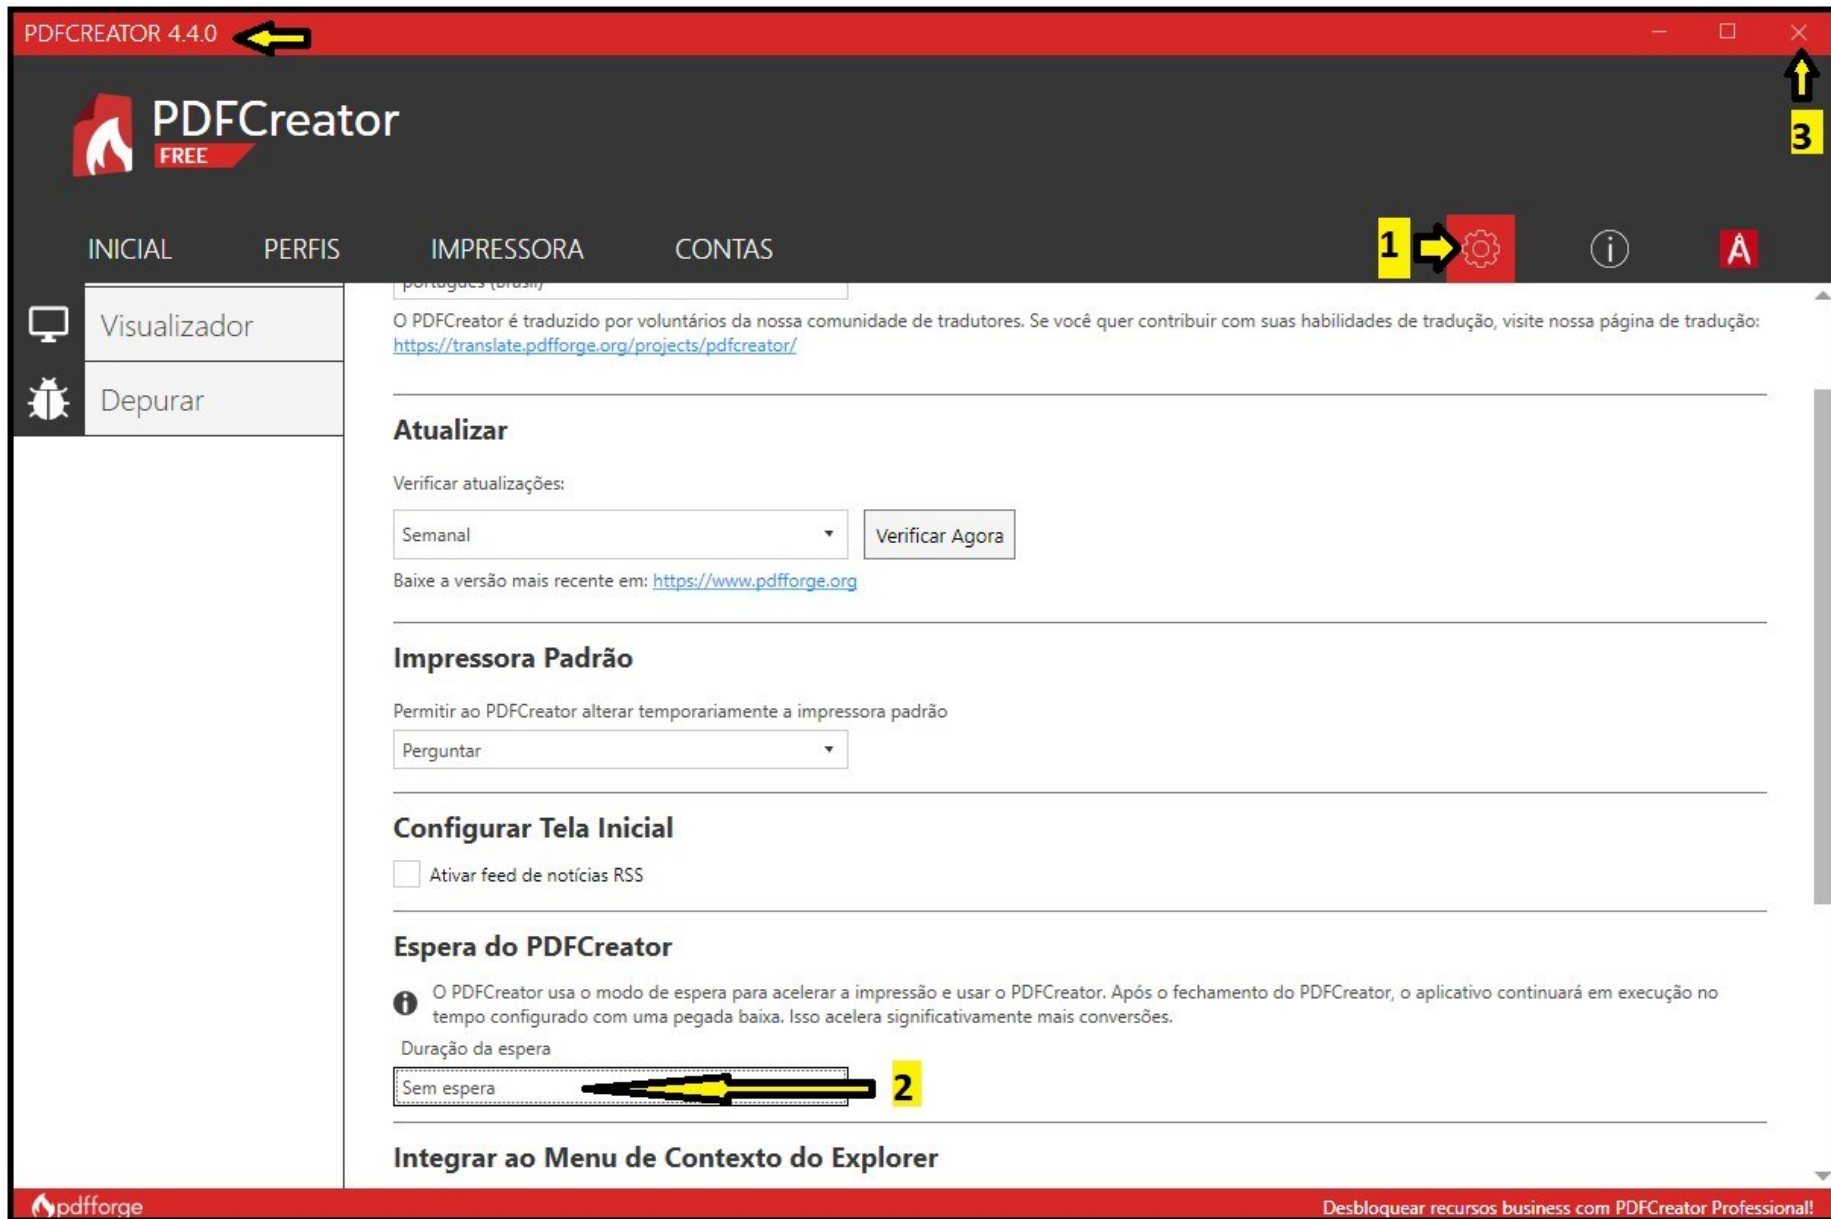 PDFCREATOR 4.4.0
3
PDFCreator
FREE
INICIAL PERFIS IMPRESSORA CONTAS 1
português (Brasil)
Visualizador
Depurar
O PDFCreator é traduzido por voluntários da nossa comunidade de tradutores. Se você quer contribuir com suas habilidades de tradução, visite nossa página de tradução:
https://translate.pdfforge.org/projects/pdfcreator/
Atualizar
Verificar atualizações:
Semanal Verificar Agora
Baixe a versão mais recente em: https://www.pdfforge.org
Impressora Padrão
Permitir ao PDFCreator alterar temporariamente a impressora padrão
Perguntar
Configurar Tela Inicial
Ativar feed de notícias RSS
Espera do PDFCreator
O PDFCreator usa o modo de espera para acelerar a impressão e usar o PDFCreator. Após o fechamento do PDFCreator, o aplicativo continuará em execução no
tempo configurado com uma pegada baixa. Isso acelera significativamente mais conversões.
Duração da espera
Sem espera 2
Integrar ao Menu de Contexto do Explorer
pdfforge Desbloquear recursos business com PDFCreator Professional!